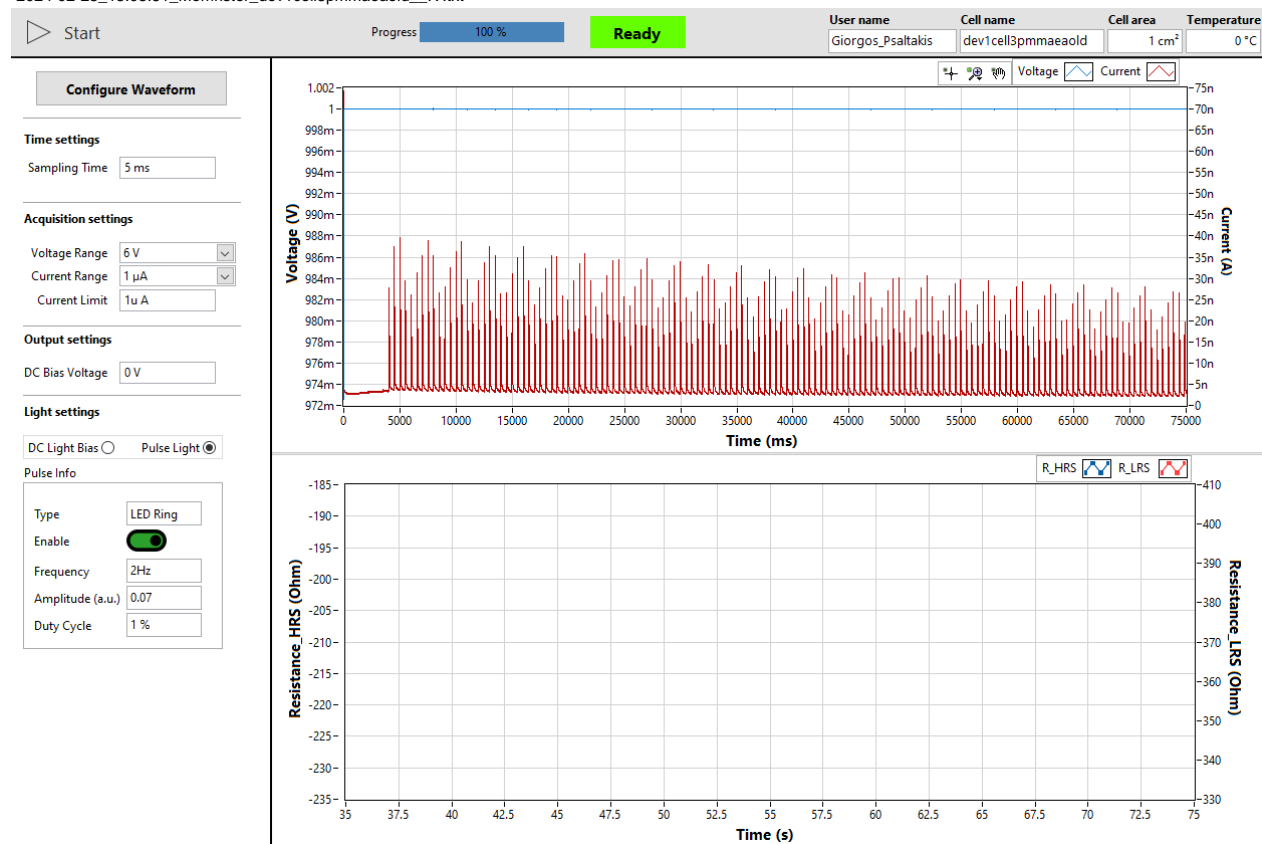 Start
Progress 100 %
Ready
User name Cell name Cell area Temperature
Giorgos_Psaltakis dev1cell3pmmaeaold 1 cm² 0 °C
Configure Waveform
Time settings
Sampling Time 5 ms
Acquisition settings
Voltage Range 6 V
Current Range 1 µA
Current Limit 1u A
Output settings
DC Bias Voltage 0 V
Light settings
DC Light Bias Pulse Light
Pulse Info
Type LED Ring
Enable
Frequency 2Hz
Amplitude (a.u.) 0.07
Duty Cycle 1 %
Voltage Current
1.002
1
998m
996m
994m
992m
990m
988m
986m
984m
982m
980m
978m
976m
974m
972m
Voltage (V)
75n
70n
65n
60n
55n
50n
45n
40n
35n
30n
25n
20n
15n
10n
5n
0
Current (A)
0 5000 10000 15000 20000 25000 30000 35000 40000 45000 50000 55000 60000 65000 70000 75000
Time (ms)
R_HRS R_LRS
-185
-190
-195
-200
-205
-210
-215
-220
-225
-230
-235
Resistance_HRS (Ohm)
410
400
390
380
370
360
350
340
330
Resistance_LRS (Ohm)
35 37.5 40 42.5 45 47.5 50 52.5 55 57.5 60 62.5 65 67.5 70 72.5 75
Time (s)